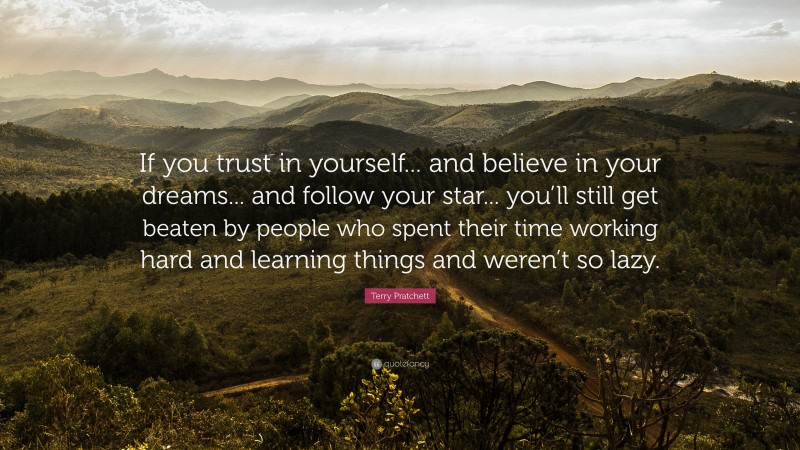 If you trust in yourself... and believe in your
dreams... and follow your star... you’ll still get
beaten by people who spent their time working
hard and learning things and weren’t so lazy.
Terry Pratchett
quotefancy